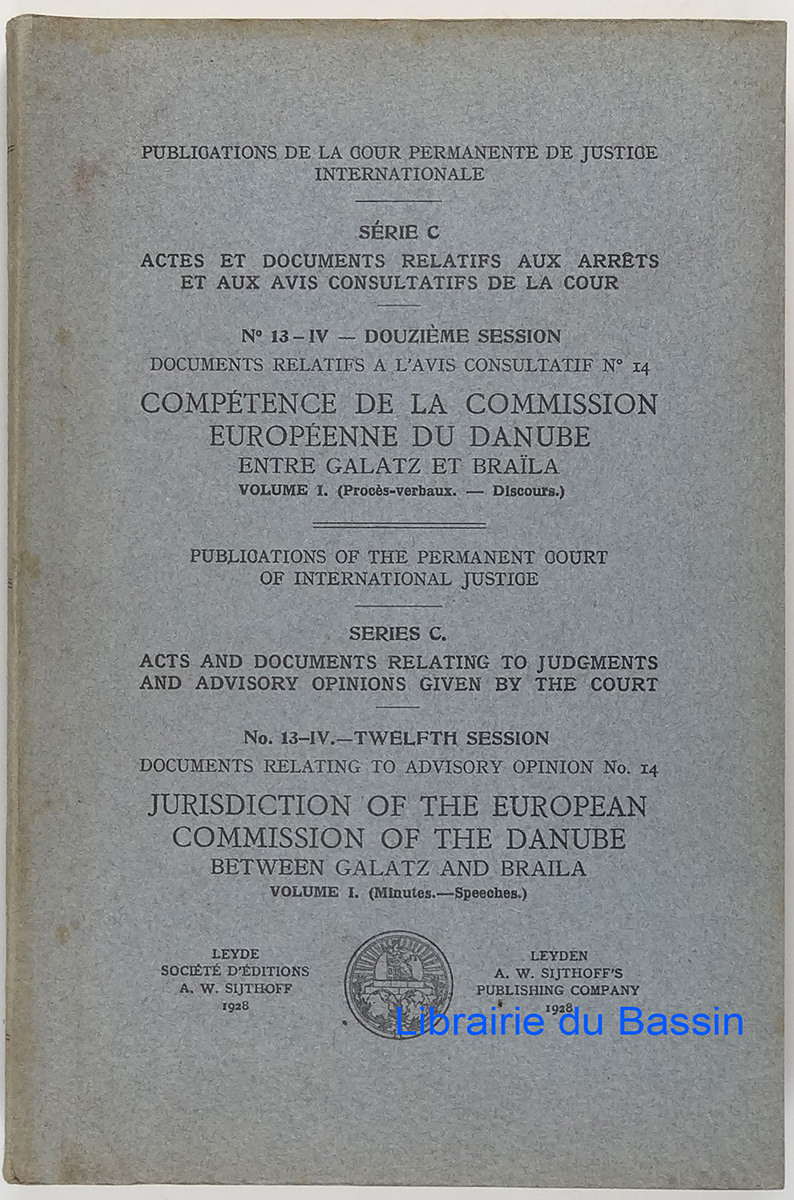 PUBLICATIONS DE LA COUR PERMANENTE DE JUSTICE
INTERNATIONALE
SÉRIE C
ACTES ET DOCUMENTS RELATIFS AUX ARRÊTS
ET AUX AVIS CONSULTATIFS DE LA COUR
Nº 13 – IV — DOUZIÈME SESSION
DOCUMENTS RELATIFS A L'AVIS CONSULTATIF Nº 14
COMPÉTENCE DE LA COMMISSION
EUROPÉENNE DU DANUBE
ENTRE GALATZ ET BRAÏLA
VOLUME I. (Procès-verbaux. — Discours.)
PUBLICATIONS OF THE PERMANENT COURT
OF INTERNATIONAL JUSTICE
SERIES C.
ACTS AND DOCUMENTS RELATING TO JUDGMENTS
AND ADVISORY OPINIONS GIVEN BY THE COURT
No. 13–IV.—TWELFTH SESSION
DOCUMENTS RELATING TO ADVISORY OPINION No. 14
JURISDICTION OF THE EUROPEAN
COMMISSION OF THE DANUBE
BETWEEN GALATZ AND BRAILA
VOLUME I. (Minutes.—Speeches.)
LEYDE
SOCIÉTÉ D'ÉDITIONS
A. W. SIJTHOFF
1928
LEYDEN
A. W. SIJTHOFF'S
PUBLISHING COMPANY
1928
Librairie du Bassin